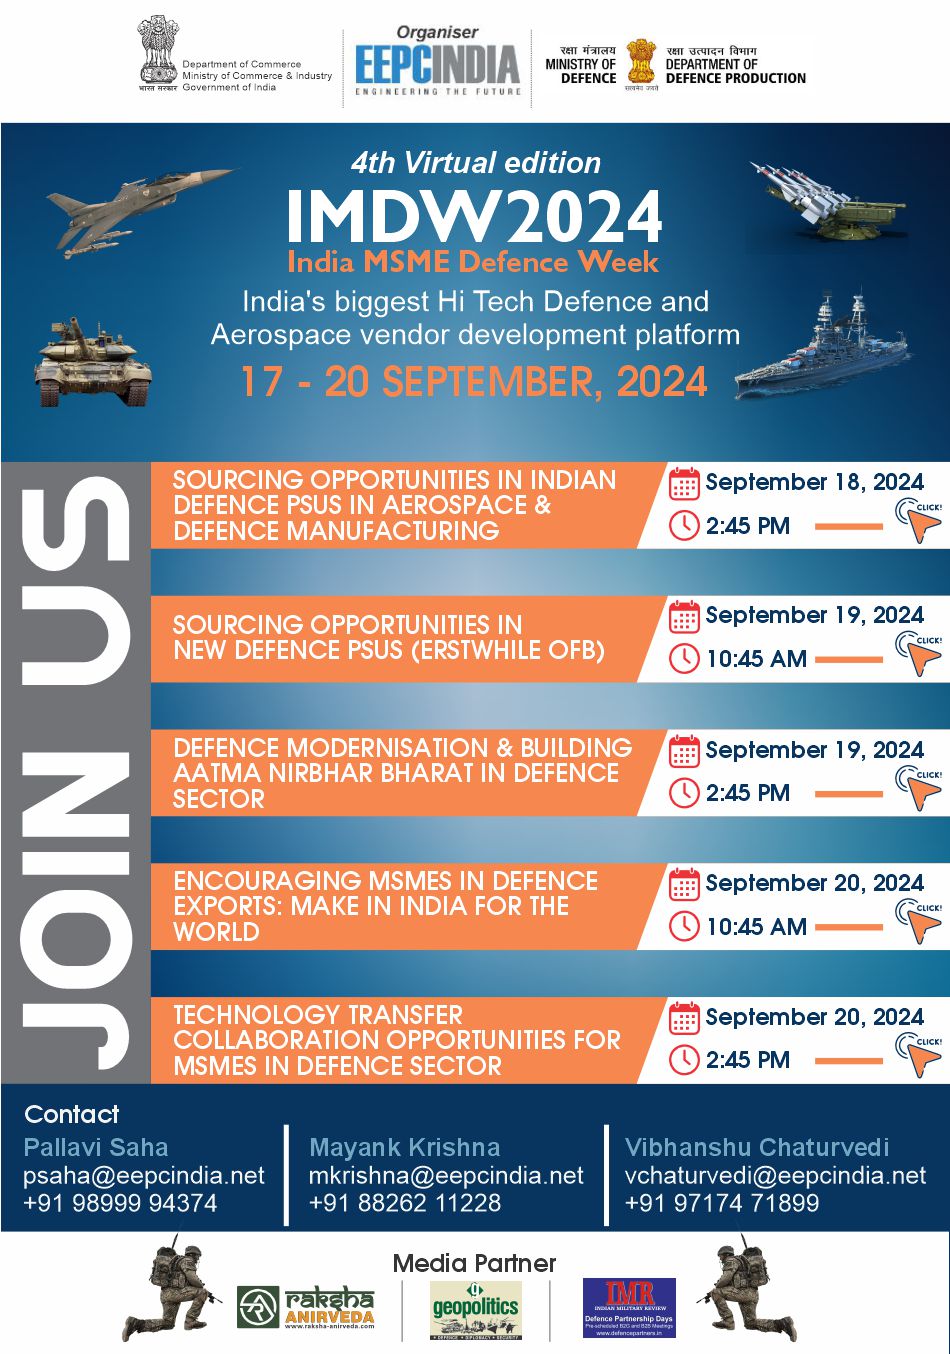 भारत सरकार
Department of Commerce
Ministry of Commerce & Industry
Government of India
Organiser
EEPCINDIA
ENGINEERING THE FUTURE
रक्षा मंत्रालय
MINISTRY OF
DEFENCE
सत्यमेव जयते
रक्षा उत्पादन विभाग
DEPARTMENT OF
DEFENCE PRODUCTION
4th Virtual edition
IMDW2024
India MSME Defence Week
India's biggest Hi Tech Defence and
Aerospace vendor development platform
17 - 20 SEPTEMBER, 2024
JOIN US
SOURCING OPPORTUNITIES IN INDIAN
DEFENCE PSUS IN AEROSPACE &
DEFENCE MANUFACTURING
September 18, 2024
2:45 PM
CLICK!
SOURCING OPPORTUNITIES IN
NEW DEFENCE PSUS (ERSTWHILE OFB)
September 19, 2024
10:45 AM
CLICK!
DEFENCE MODERNISATION & BUILDING
AATMA NIRBHAR BHARAT IN DEFENCE
SECTOR
September 19, 2024
2:45 PM
CLICK!
ENCOURAGING MSMES IN DEFENCE
EXPORTS: MAKE IN INDIA FOR THE
WORLD
September 20, 2024
10:45 AM
CLICK!
TECHNOLOGY TRANSFER
COLLABORATION OPPORTUNITIES FOR
MSMES IN DEFENCE SECTOR
September 20, 2024
2:45 PM
CLICK!
Contact
Pallavi Saha
psaha@eepcindia.net
+91 98999 94374
Mayank Krishna
mkrishna@eepcindia.net
+91 88262 11228
Vibhanshu Chaturvedi
vchaturvedi@eepcindia.net
+91 97174 71899
Media Partner
raksha
ANIRVEDA
www.raksha-anirveda.com
g
geopolitics
• DEFENCE • DIPLOMACY • SECURITY
IMR
INDIAN MILITARY REVIEW
Defence Partnership Days
Pre-scheduled B2G and B2B Meetings
www.defencepartners.in